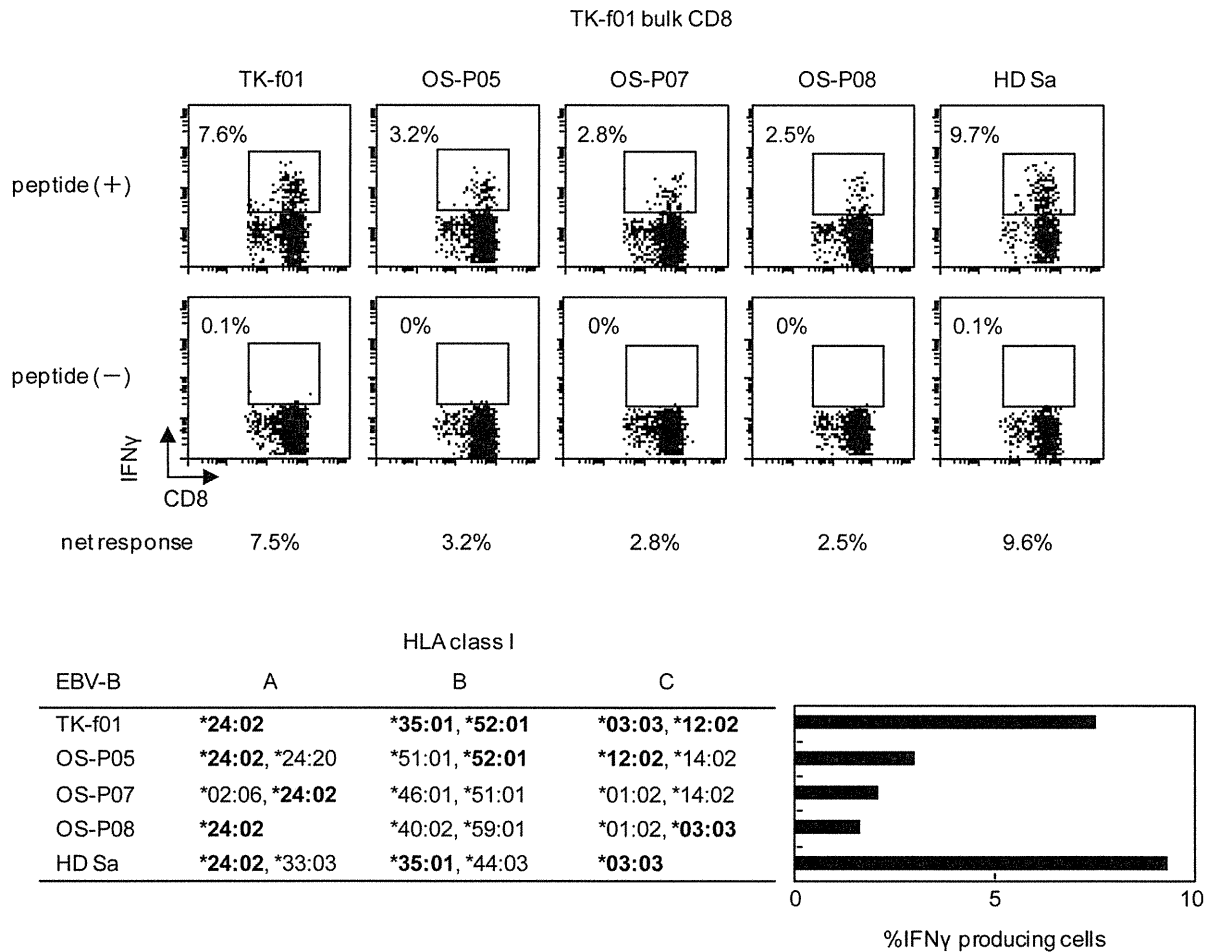 TK-f01 bulk CD8
TK-f01 OS-P05 OS-P07 OS-P08 HD Sa
peptide (+) 7.6% 3.2% 2.8% 2.5% 9.7%
peptide (−) 0.1% 0% 0% 0% 0.1%
IFNγ
CD8
net response 7.5% 3.2% 2.8% 2.5% 9.6%
HLA class I
EBV-B A B C
TK-f01 *24:02 *35:01, *52:01 *03:03, *12:02
OS-P05 *24:02, *24:20 *51:01, *52:01 *12:02, *14:02
OS-P07 *02:06, *24:02 *46:01, *51:01 *01:02, *14:02
OS-P08 *24:02 *40:02, *59:01 *01:02, *03:03
HD Sa *24:02, *33:03 *35:01, *44:03 *03:03
0 5 10
%IFNγ producing cells